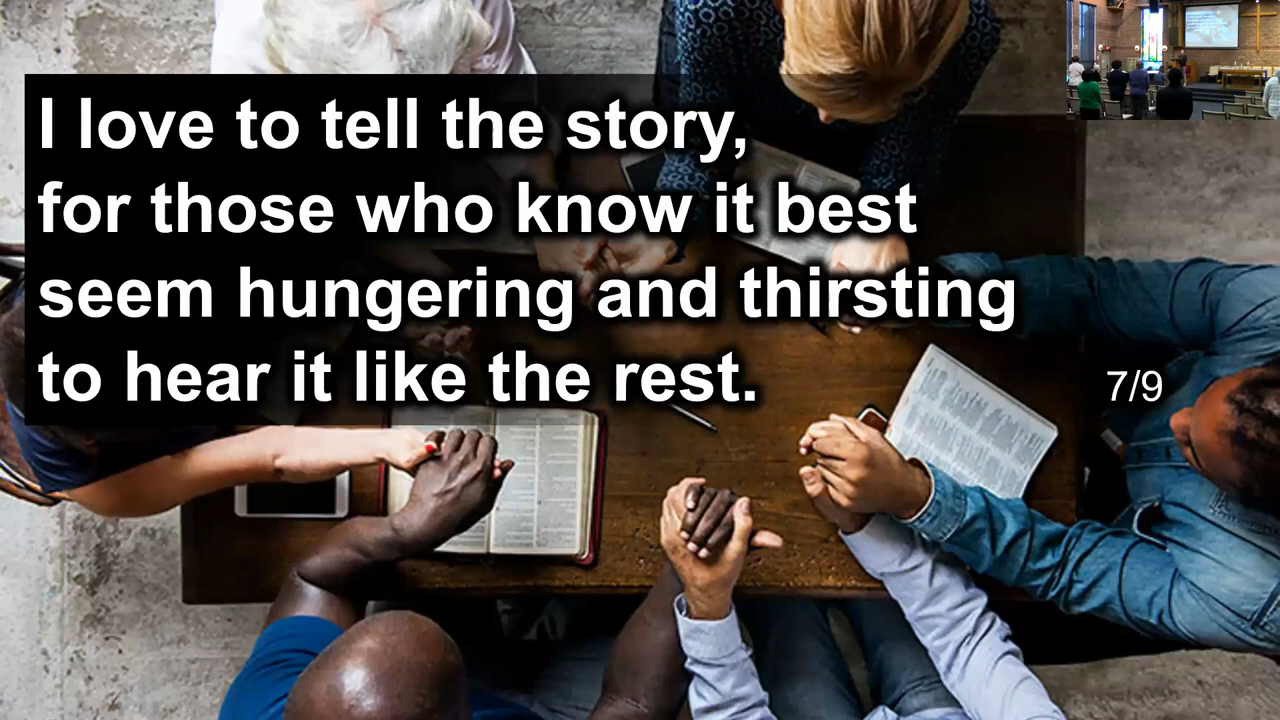 I love to tell the story,
for those who know it best
seem hungering and thirsting
to hear it like the rest.
7/9